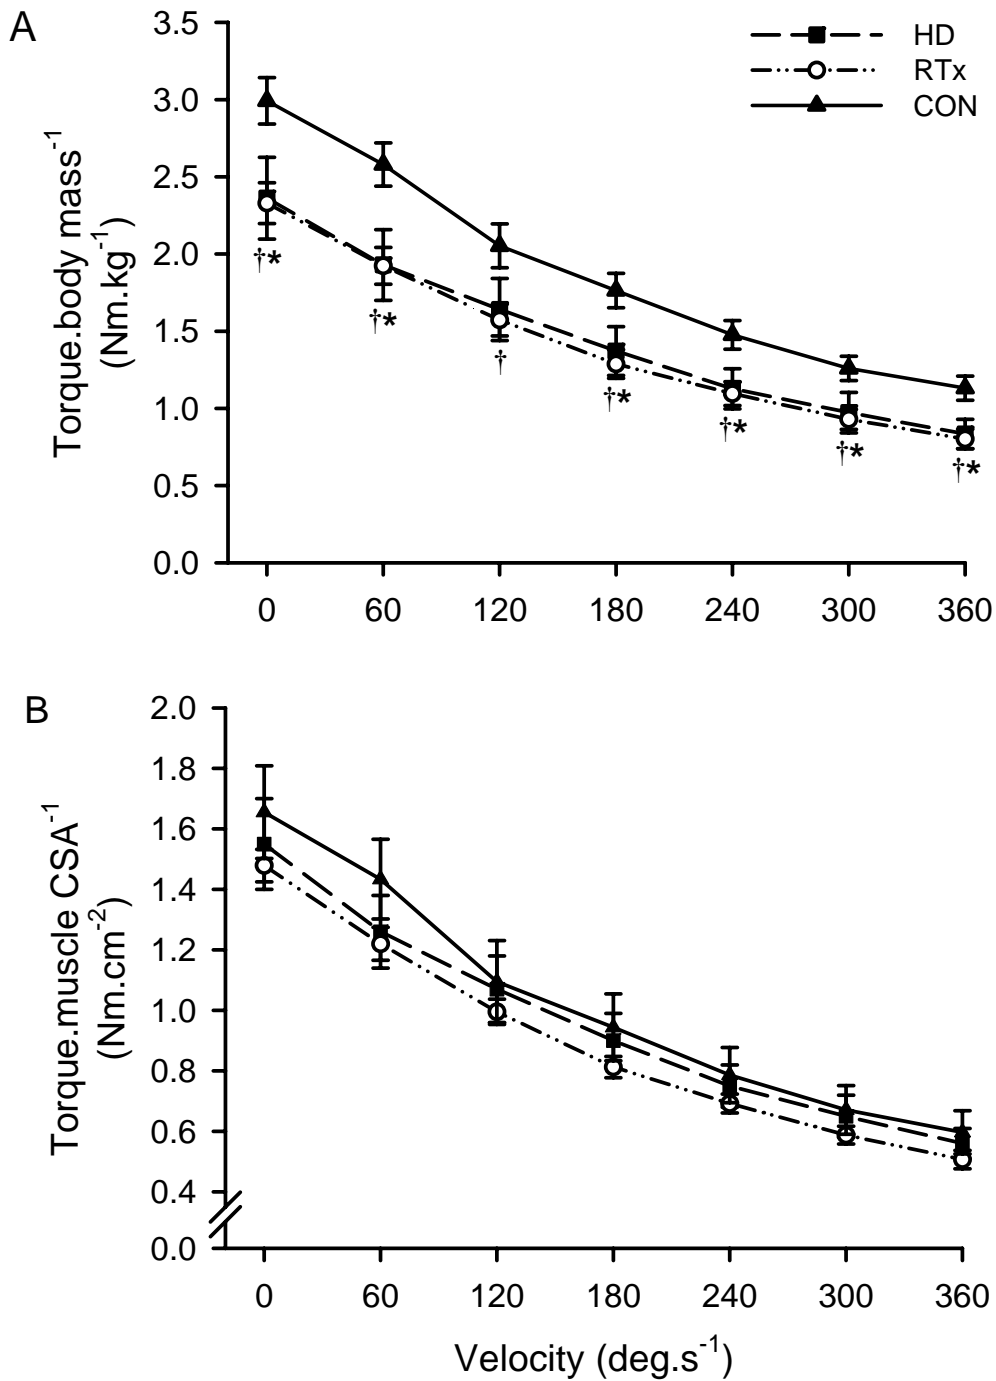 A
3.5
3.0
2.5
2.0
1.5
1.0
0.5
0.0
Torque.body mass⁻¹
(Nm.kg⁻¹)
HD
RTx
CON
†*
†*
†
†*
†*
†*
†*
0 60 120 180 240 300 360
B
2.0
1.8
1.6
1.4
1.2
1.0
0.8
0.6
0.4
0.0
Torque.muscle CSA⁻¹
(Nm.cm⁻²)
0 60 120 180 240 300 360
Velocity (deg.s⁻¹)